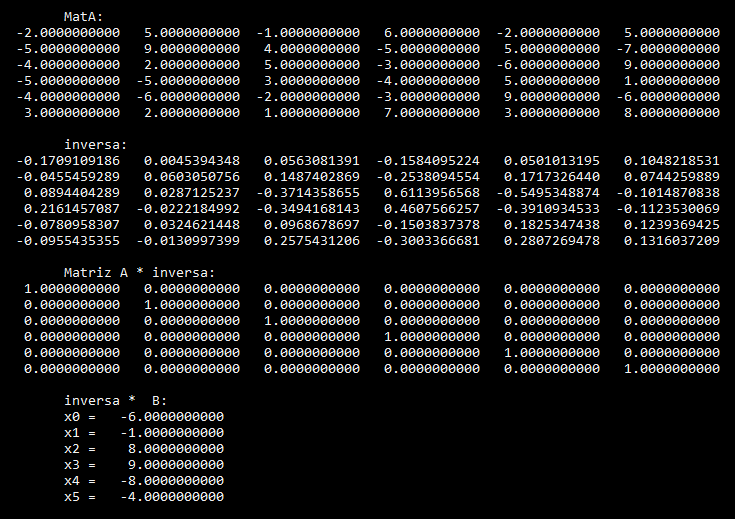 MatA:
-2.0000000000 5.0000000000 -1.0000000000 6.0000000000 -2.0000000000 5.0000000000
-5.0000000000 9.0000000000 4.0000000000 -5.0000000000 5.0000000000 -7.0000000000
-4.0000000000 2.0000000000 5.0000000000 -3.0000000000 -6.0000000000 9.0000000000
-5.0000000000 -5.0000000000 3.0000000000 -4.0000000000 5.0000000000 1.0000000000
-4.0000000000 -6.0000000000 -2.0000000000 -3.0000000000 9.0000000000 -6.0000000000
3.0000000000 2.0000000000 1.0000000000 7.0000000000 3.0000000000 8.0000000000
inversa:
-0.1709109186 0.0045394348 0.0563081391 -0.1584095224 0.0501013195 0.1048218531
-0.0455459289 0.0603050756 0.1487402869 -0.2538094554 0.1717326440 0.0744259889
0.0894404289 0.0287125237 -0.3714358655 0.6113956568 -0.5495348874 -0.1014870838
0.2161457087 -0.0222184992 -0.3494168143 0.4607566257 -0.3910934533 -0.1123530069
-0.0780958307 0.0324621448 0.0968678697 -0.1503837378 0.1825347438 0.1239369425
-0.0955435355 -0.0130997399 0.2575431206 -0.3003366681 0.2807269478 0.1316037209
Matriz A * inversa:
1.0000000000 0.0000000000 0.0000000000 0.0000000000 0.0000000000 0.0000000000
0.0000000000 1.0000000000 0.0000000000 0.0000000000 0.0000000000 0.0000000000
0.0000000000 0.0000000000 1.0000000000 0.0000000000 0.0000000000 0.0000000000
0.0000000000 0.0000000000 0.0000000000 1.0000000000 0.0000000000 0.0000000000
0.0000000000 0.0000000000 0.0000000000 0.0000000000 1.0000000000 0.0000000000
0.0000000000 0.0000000000 0.0000000000 0.0000000000 0.0000000000 1.0000000000
inversa * B:
x0 = -6.0000000000
x1 = -1.0000000000
x2 = 8.0000000000
x3 = 9.0000000000
x4 = -8.0000000000
x5 = -4.0000000000